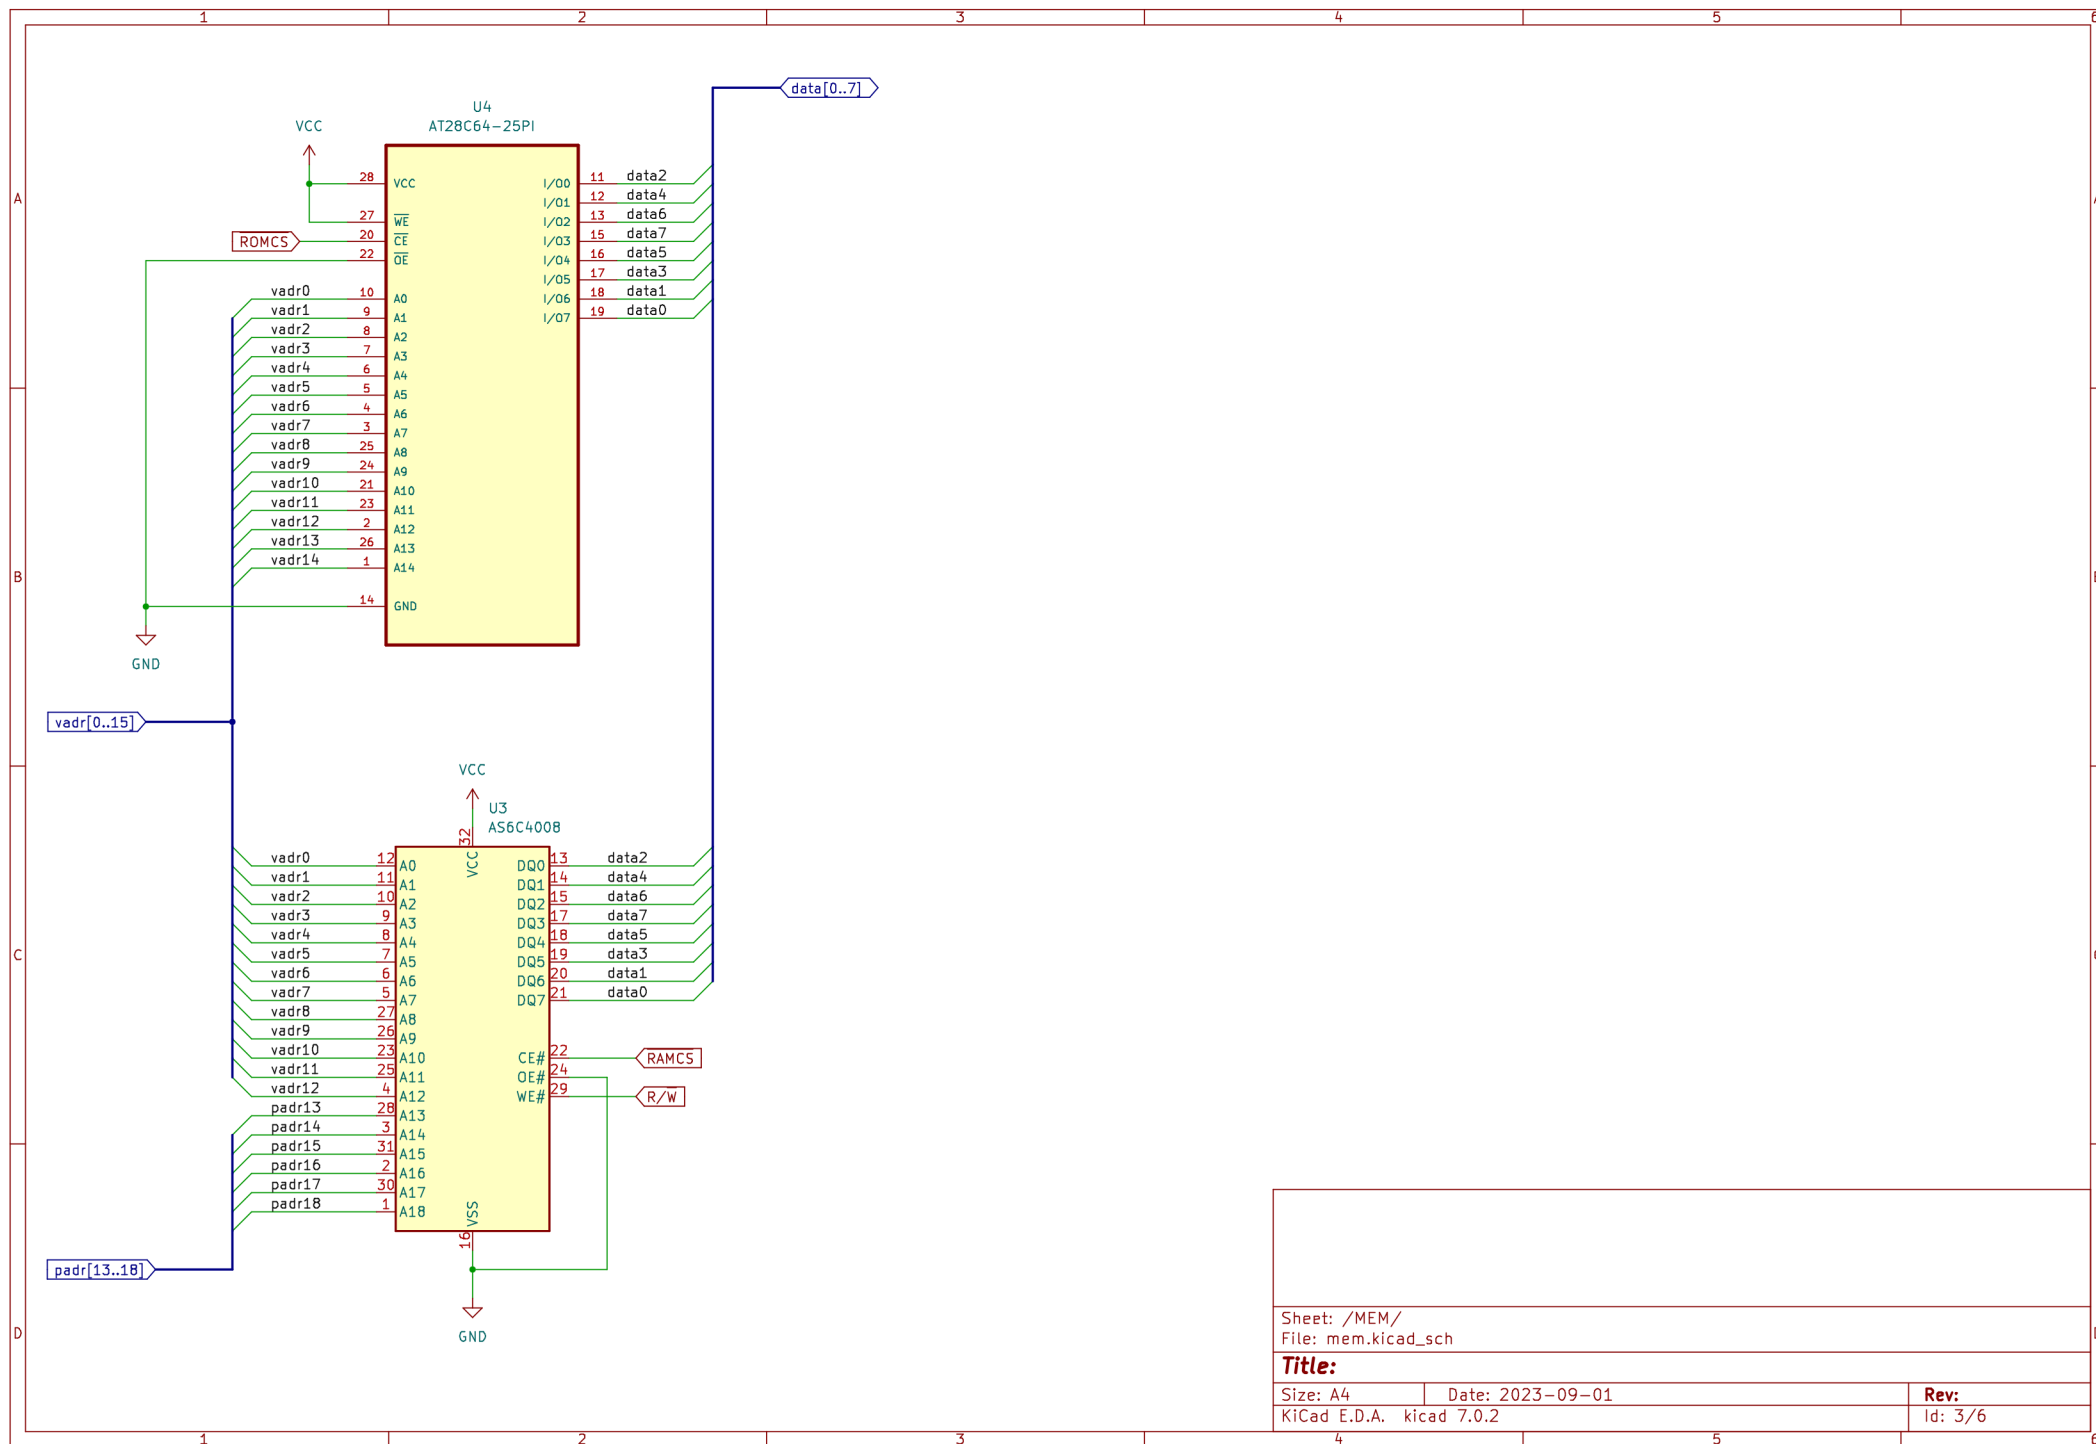 1 2 3 4 5 6
A
B
C
D
data[0..7]
U4
AT28C64-25PI
VCC
28 VCC I/O0 11 data2
I/O1 12 data4
27 WE I/O2 13 data6
ROMCS 20 CE I/O3 15 data7
22 OE I/O4 16 data5
I/O5 17 data3
vadr0 10 A0 I/O6 18 data1
vadr1 9 A1 I/O7 19 data0
vadr2 8 A2
vadr3 7 A3
vadr4 6 A4
vadr5 5 A5
vadr6 4 A6
vadr7 3 A7
vadr8 25 A8
vadr9 24 A9
vadr10 21 A10
vadr11 23 A11
vadr12 2 A12
vadr13 26 A13
vadr14 1 A14
14 GND
GND
vadr[0..15]
VCC
U3
AS6C4008
32 VCC
vadr0 12 A0 DQ0 13 data2
vadr1 11 A1 DQ1 14 data4
vadr2 10 A2 DQ2 15 data6
vadr3 9 A3 DQ3 17 data7
vadr4 8 A4 DQ4 18 data5
vadr5 7 A5 DQ5 19 data3
vadr6 6 A6 DQ6 20 data1
vadr7 5 A7 DQ7 21 data0
vadr8 27 A8
vadr9 26 A9
vadr10 23 A10 CE# 22 RAMCS
vadr11 25 A11 OE# 24
vadr12 4 A12 WE# 29 R/W
padr13 28 A13
padr14 3 A14
padr15 31 A15
padr16 2 A16
padr17 30 A17
padr18 1 A18
VSS 16
padr[13..18]
GND
Sheet: /MEM/
File: mem.kicad_sch
Title:
Size: A4 Date: 2023-09-01 Rev:
KiCad E.D.A. kicad 7.0.2 Id: 3/6
1 2 3 4 5 6